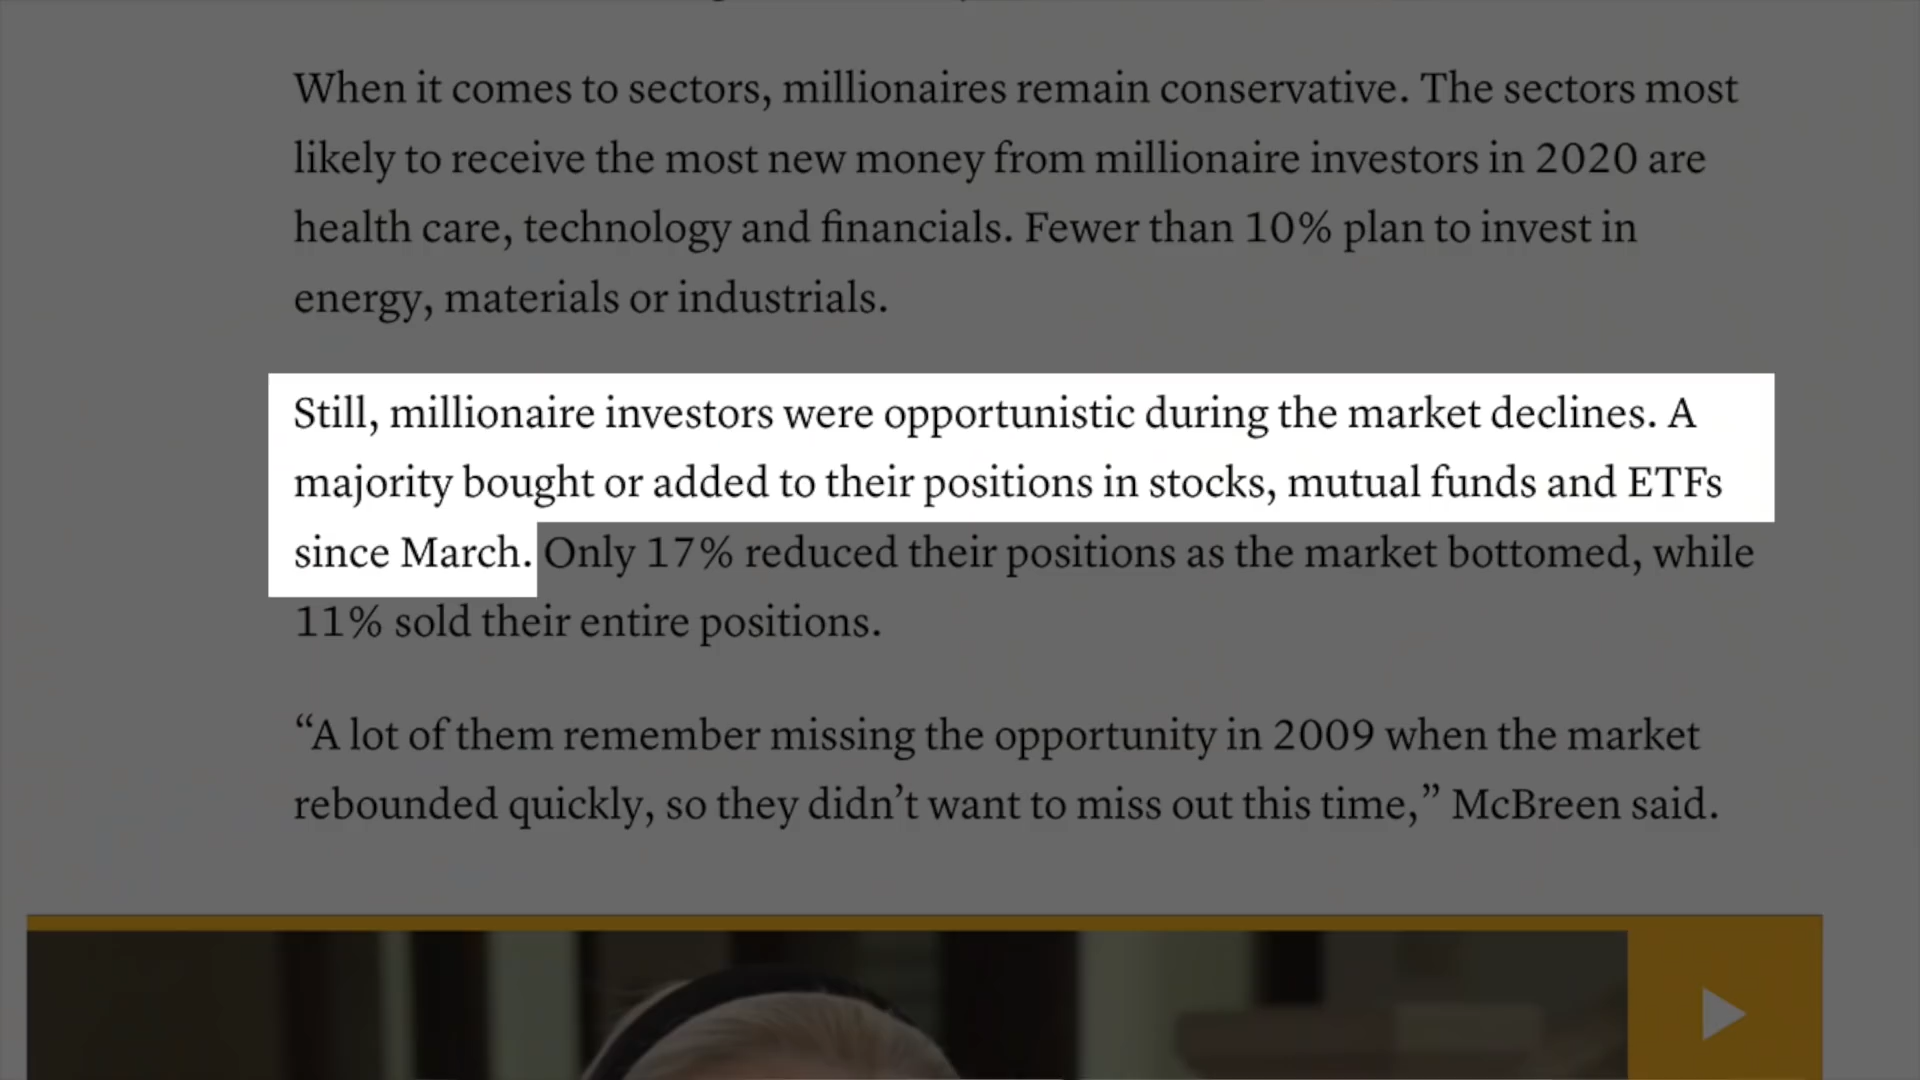 When it comes to sectors, millionaires remain conservative. The sectors most
likely to receive the most new money from millionaire investors in 2020 are
health care, technology and financials. Fewer than 10% plan to invest in
energy, materials or industrials.
Still, millionaire investors were opportunistic during the market declines. A
majority bought or added to their positions in stocks, mutual funds and ETFs
since March. Only 17% reduced their positions as the market bottomed, while
11% sold their entire positions.
“A lot of them remember missing the opportunity in 2009 when the market
rebounded quickly, so they didn’t want to miss out this time,” McBreen said.